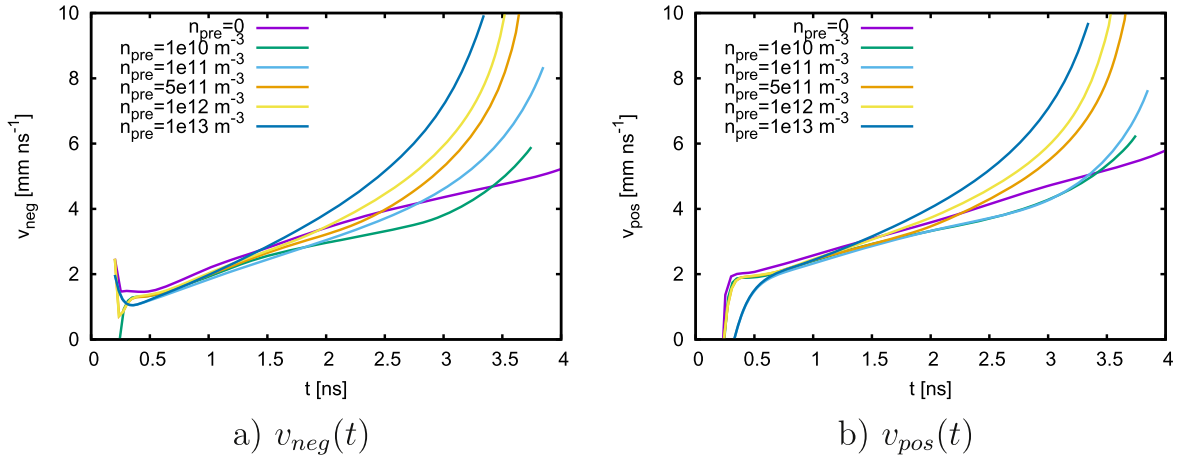 n_pre=0
n_pre=1e10 m^-3
n_pre=1e11 m^-3
n_pre=5e11 m^-3
n_pre=1e12 m^-3
n_pre=1e13 m^-3
10
8
6
4
2
0
v_neg [mm ns^-1]
0 0.5 1 1.5 2 2.5 3 3.5 4
t [ns]
a) v_neg(t)
n_pre=0
n_pre=1e10 m^-3
n_pre=1e11 m^-3
n_pre=5e11 m^-3
n_pre=1e12 m^-3
n_pre=1e13 m^-3
10
8
6
4
2
0
v_pos [mm ns^-1]
0 0.5 1 1.5 2 2.5 3 3.5 4
t [ns]
b) v_pos(t)